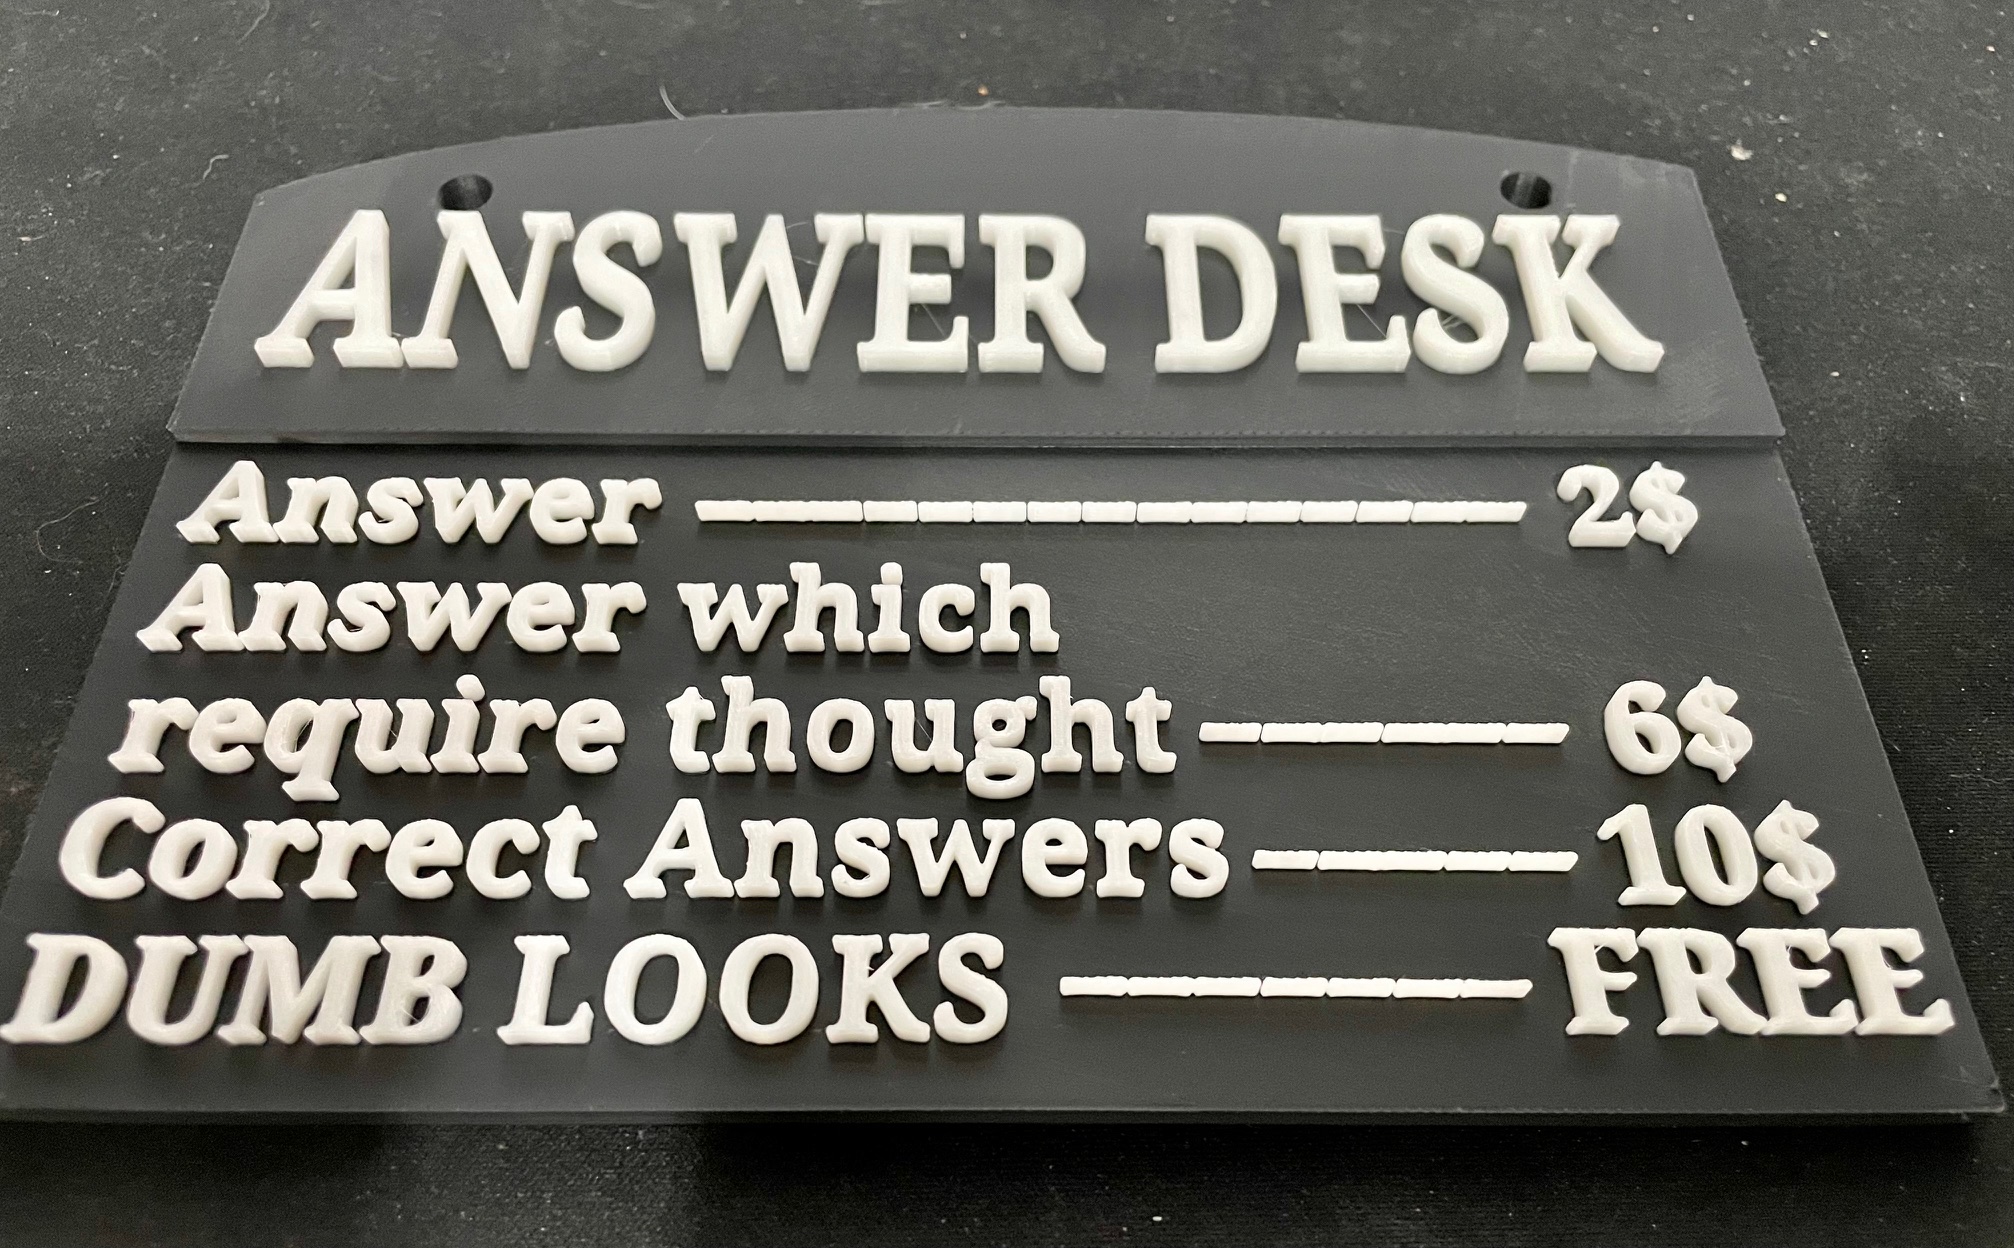 ANSWER DESK
Answer ------------ 2$
Answer which
require thought ------ 6$
Correct Answers ----- 10$
DUMB LOOKS ------- FREE